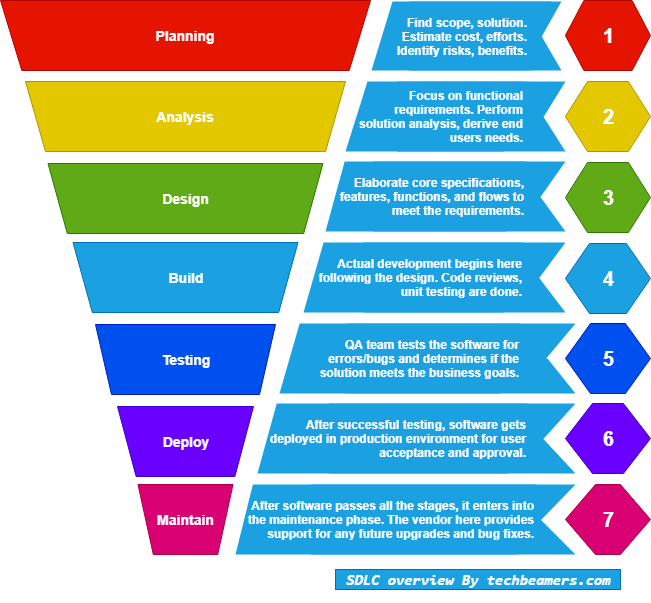 Planning
Find scope, solution.
Estimate cost, efforts.
Identify risks, benefits.
1
Analysis
Focus on functional
requirements. Perform
solution analysis, derive end
users needs.
2
Design
Elaborate core specifications,
features, functions, and flows to
meet the requirements.
3
Build
Actual development begins here
following the design. Code reviews,
unit testing are done.
4
Testing
QA team tests the software for
errors/bugs and determines if the
solution meets the business goals.
5
Deploy
After successful testing, software gets
deployed in production environment for user
acceptance and approval.
6
Maintain
After software passes all the stages, it enters into
the maintenance phase. The vendor here provides
support for any future upgrades and bug fixes.
7
SDLC overview By techbeamers.com